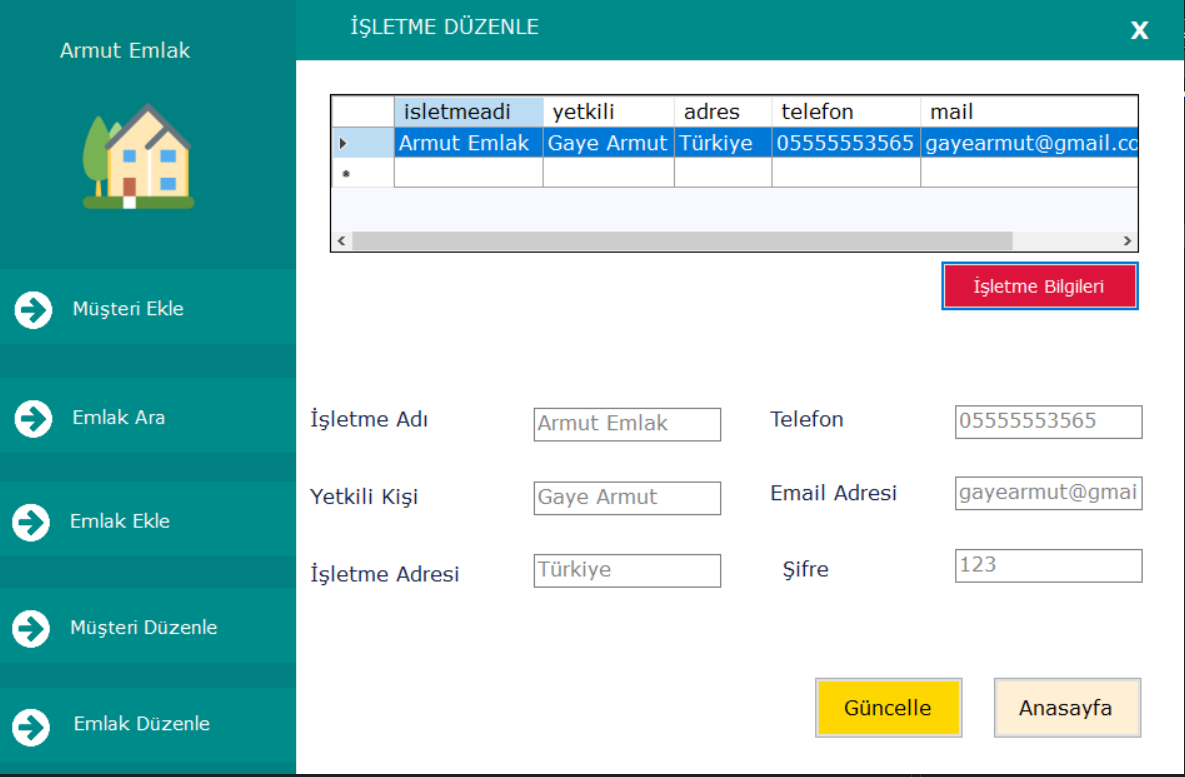 Armut Emlak
İŞLETME DÜZENLE
X
isletmeadi yetkili adres telefon mail
Armut Emlak Gaye Armut Türkiye 05555553565 gayearmut@gmail.co
İşletme Bilgileri
Müşteri Ekle
Emlak Ara
Emlak Ekle
Müşteri Düzenle
Emlak Düzenle
İşletme Adı Armut Emlak Telefon 05555553565
Yetkili Kişi Gaye Armut Email Adresi gayearmut@gmai
İşletme Adresi Türkiye Şifre 123
Güncelle Anasayfa